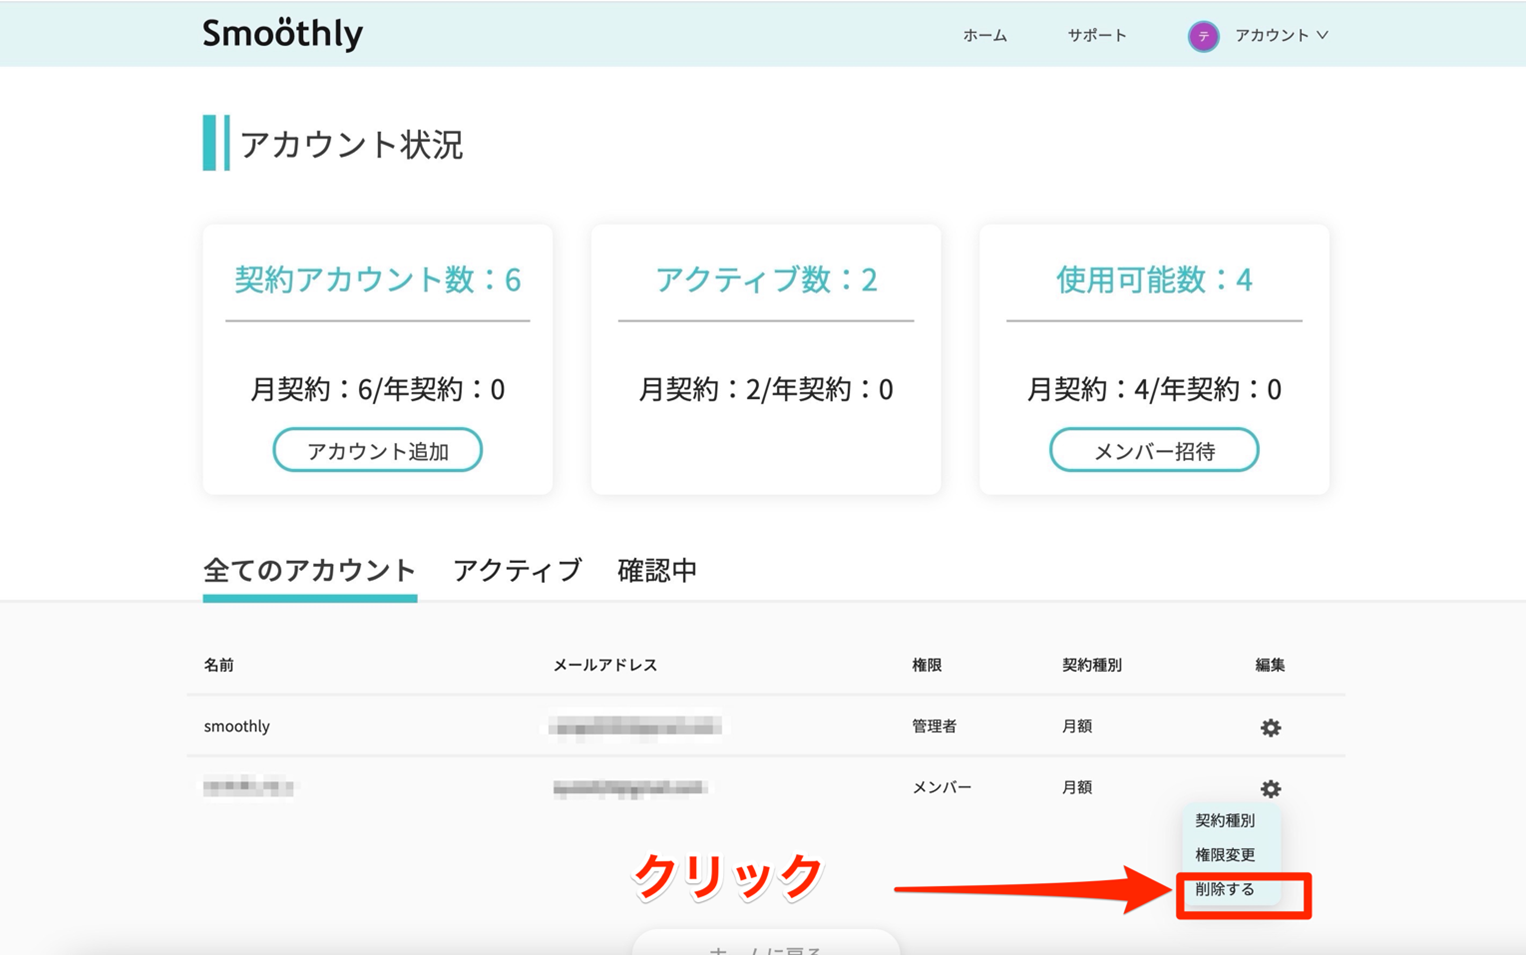 Smoöthly
ホーム サポート テ アカウント
アカウント状況
契約アカウント数：6
月契約：6/年契約：0
アカウント追加
アクティブ数：2
月契約：2/年契約：0
使用可能数：4
月契約：4/年契約：0
メンバー招待
全てのアカウント アクティブ 確認中
名前 メールアドレス 権限 契約種別 編集
smoothly 管理者 月額
メンバー 月額
契約種別
権限変更
削除する
クリック
ホームに戻る